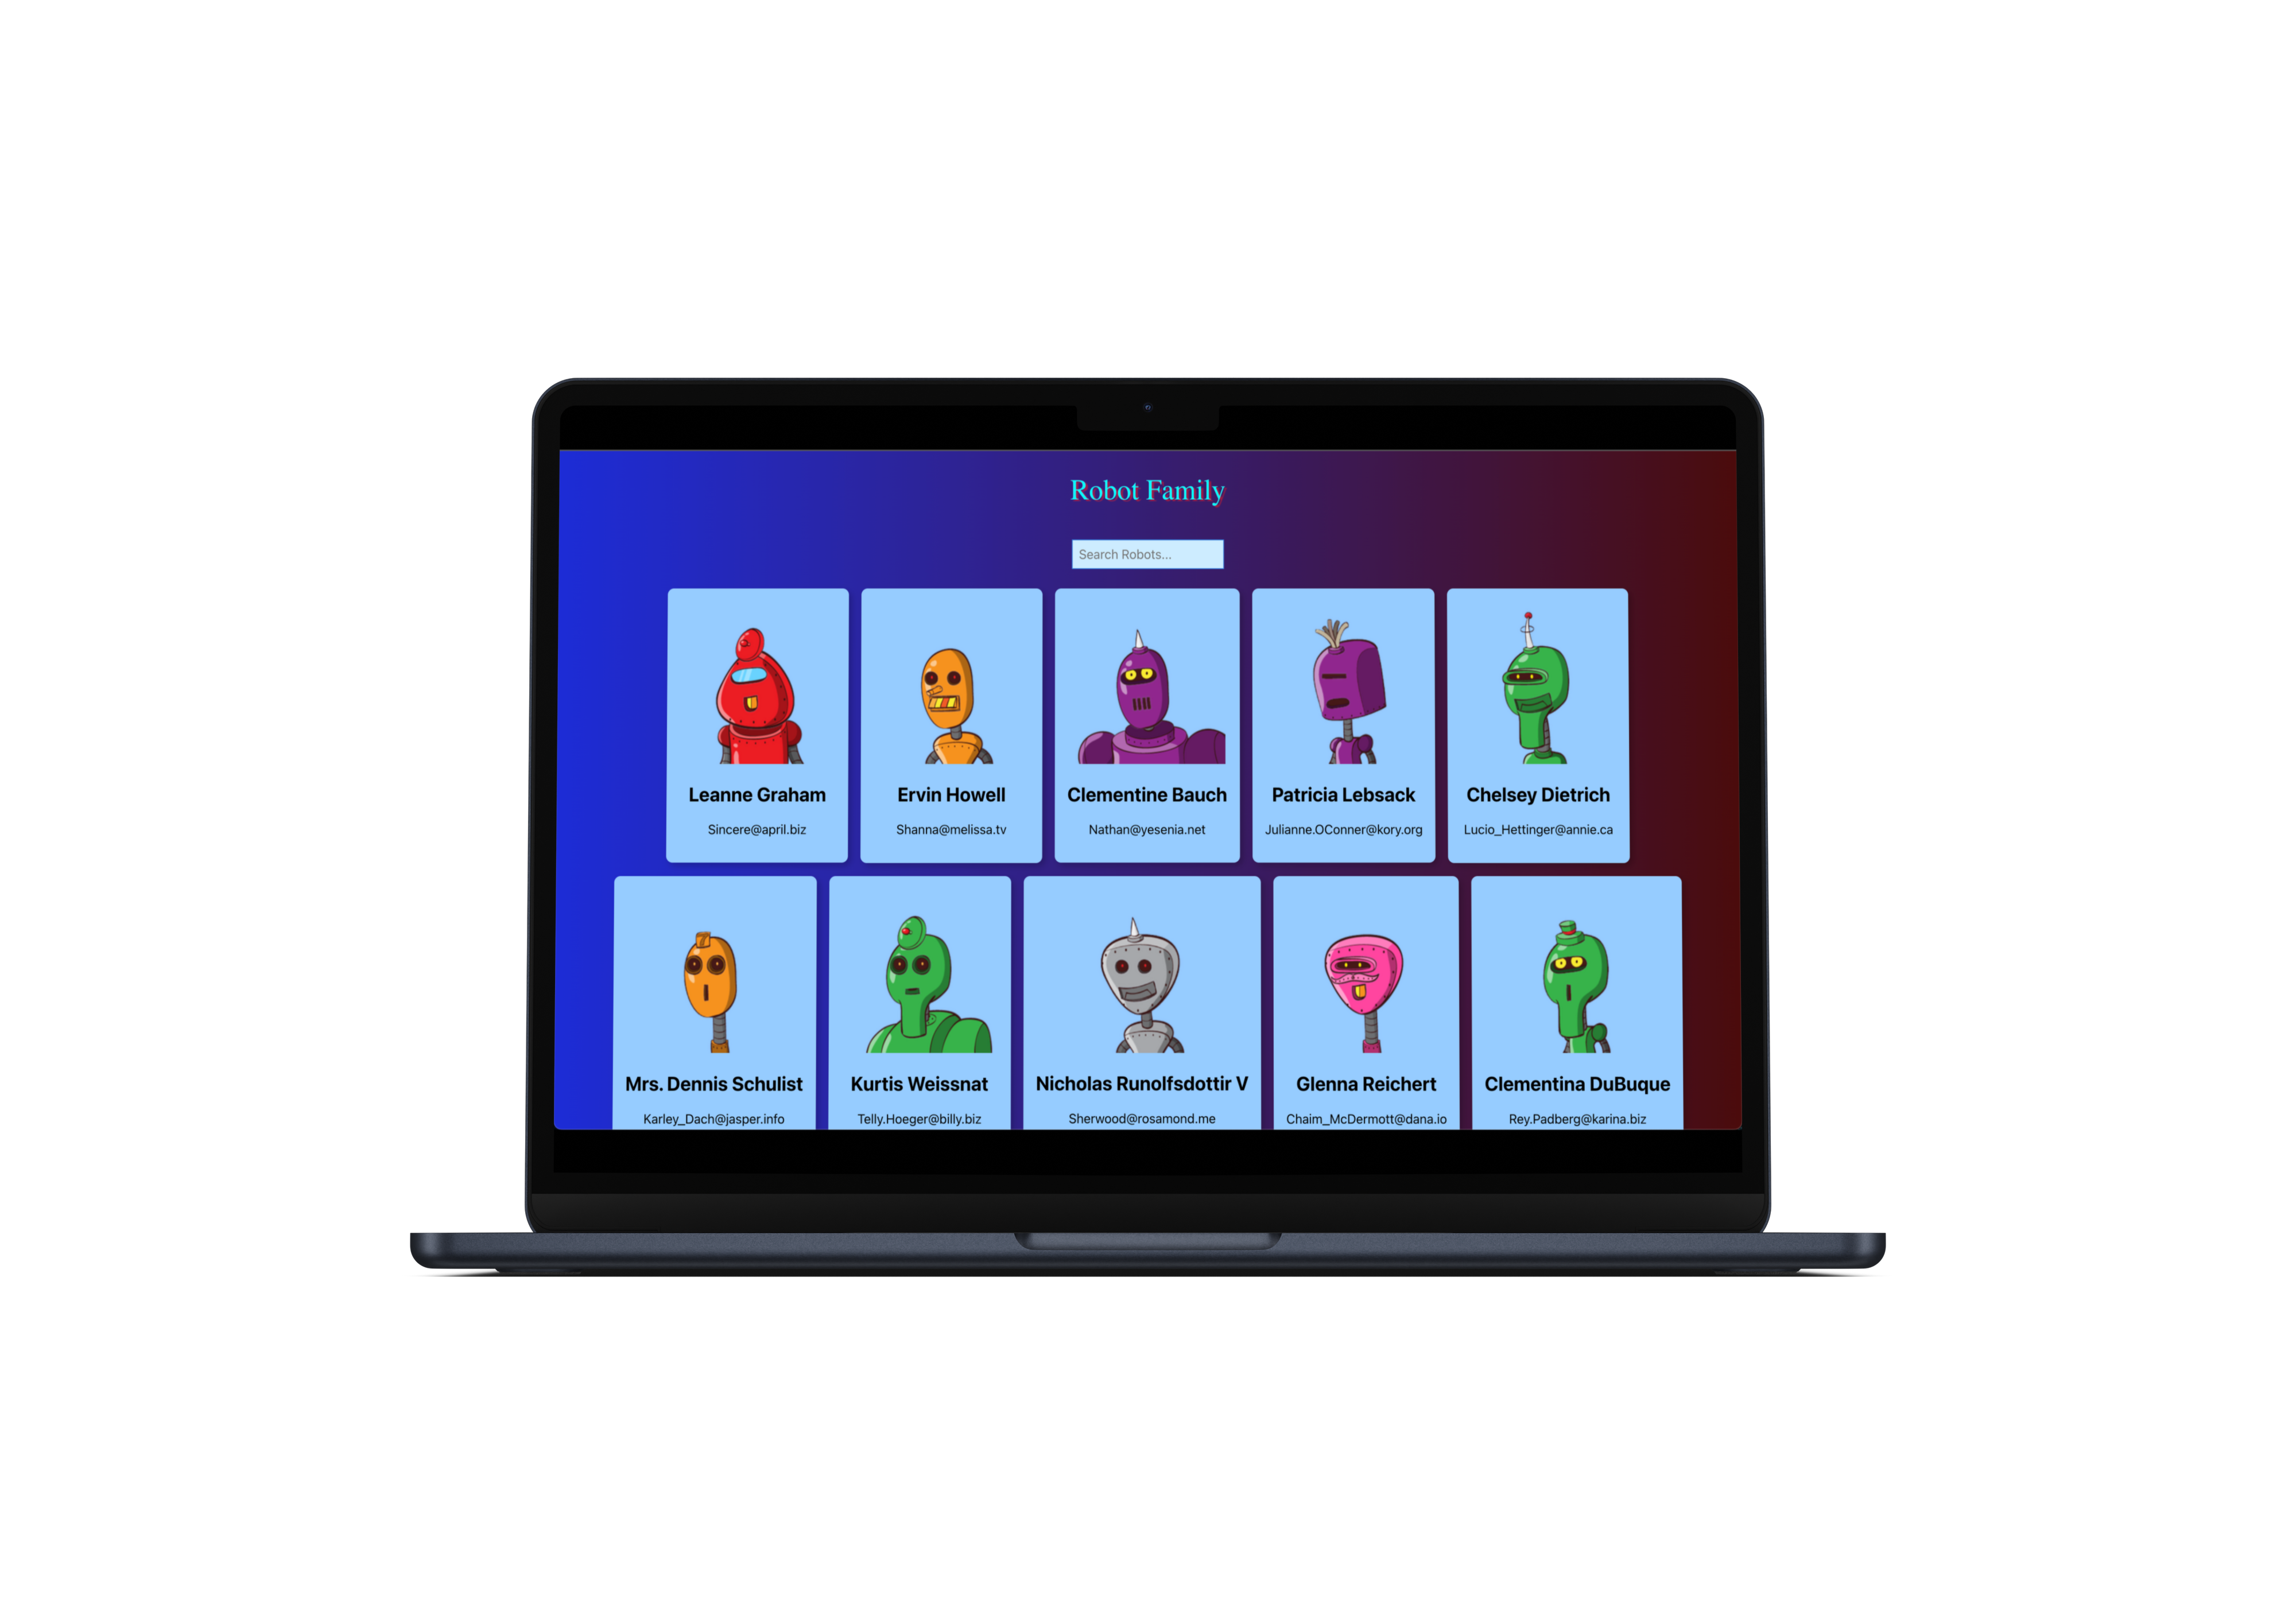 Robot Family
Search Robots...
Leanne Graham
Sincere@april.biz
Ervin Howell
Shanna@melissa.tv
Clementine Bauch
Nathan@yesenia.net
Patricia Lebsack
Julianne.OConner@kory.org
Chelsey Dietrich
Lucio_Hettinger@annie.ca
Mrs. Dennis Schulist
Karley_Dach@jasper.info
Kurtis Weissnat
Telly.Hoeger@billy.biz
Nicholas Runolfsdottir V
Sherwood@rosamond.me
Glenna Reichert
Chaim_McDermott@dana.io
Clementina DuBuque
Rey.Padberg@karina.biz